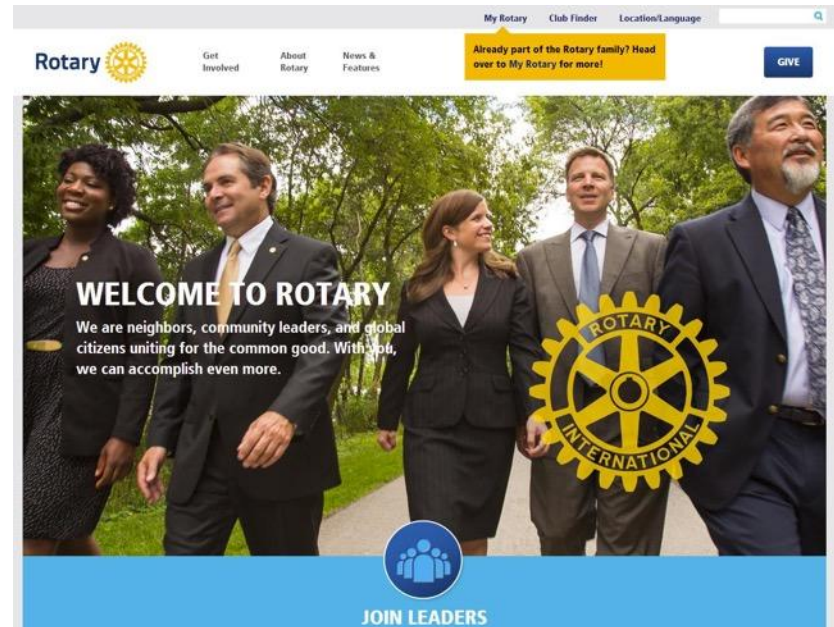 My Rotary Club Finder Location/Language
Rotary
Get Involved
About Rotary
News & Features
Already part of the Rotary family? Head
over to My Rotary for more!
GIVE
WELCOME TO ROTARY
We are neighbors, community leaders, and global
citizens uniting for the common good. With you,
we can accomplish even more.
ROTARY
INTERNATIONAL
JOIN LEADERS